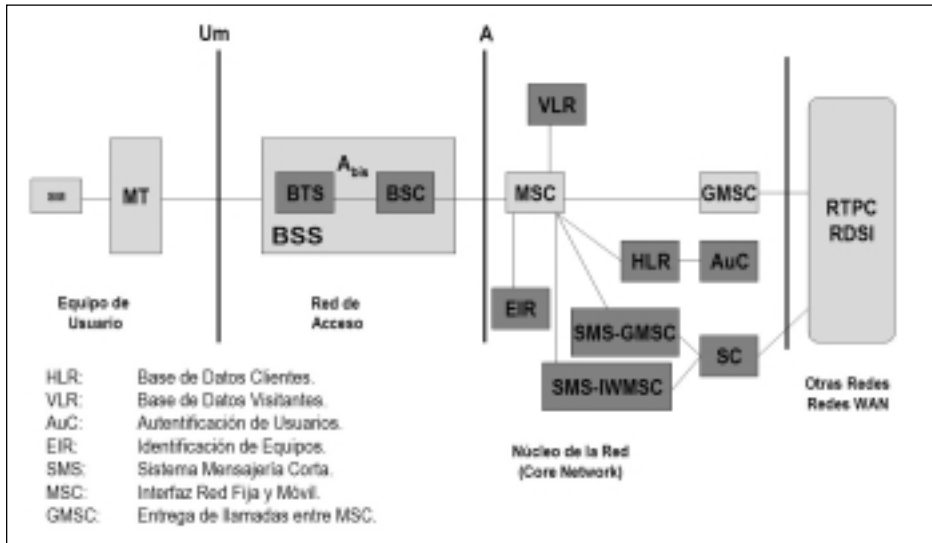 Um
A
VLR
A bis
MT
BTS
BSC
MSC
GMSC
RTPC
RDSI
BSS
HLR
AuC
EIR
Equipo de
Usuario
Red de
Acceso
SMS-GMSC
SC
SMS-IWMSC
Otras Redes
Redes WAN
Núcleo de la Red
(Core Network)
HLR: Base de Datos Clientes.
VLR: Base de Datos Visitantes.
AuC: Autentificación de Usuarios.
EIR: Identificación de Equipos.
SMS: Sistema Mensajería Corta.
MSC: Interfaz Red Fija y Móvil.
GMSC: Entrega de llamadas entre MSC.